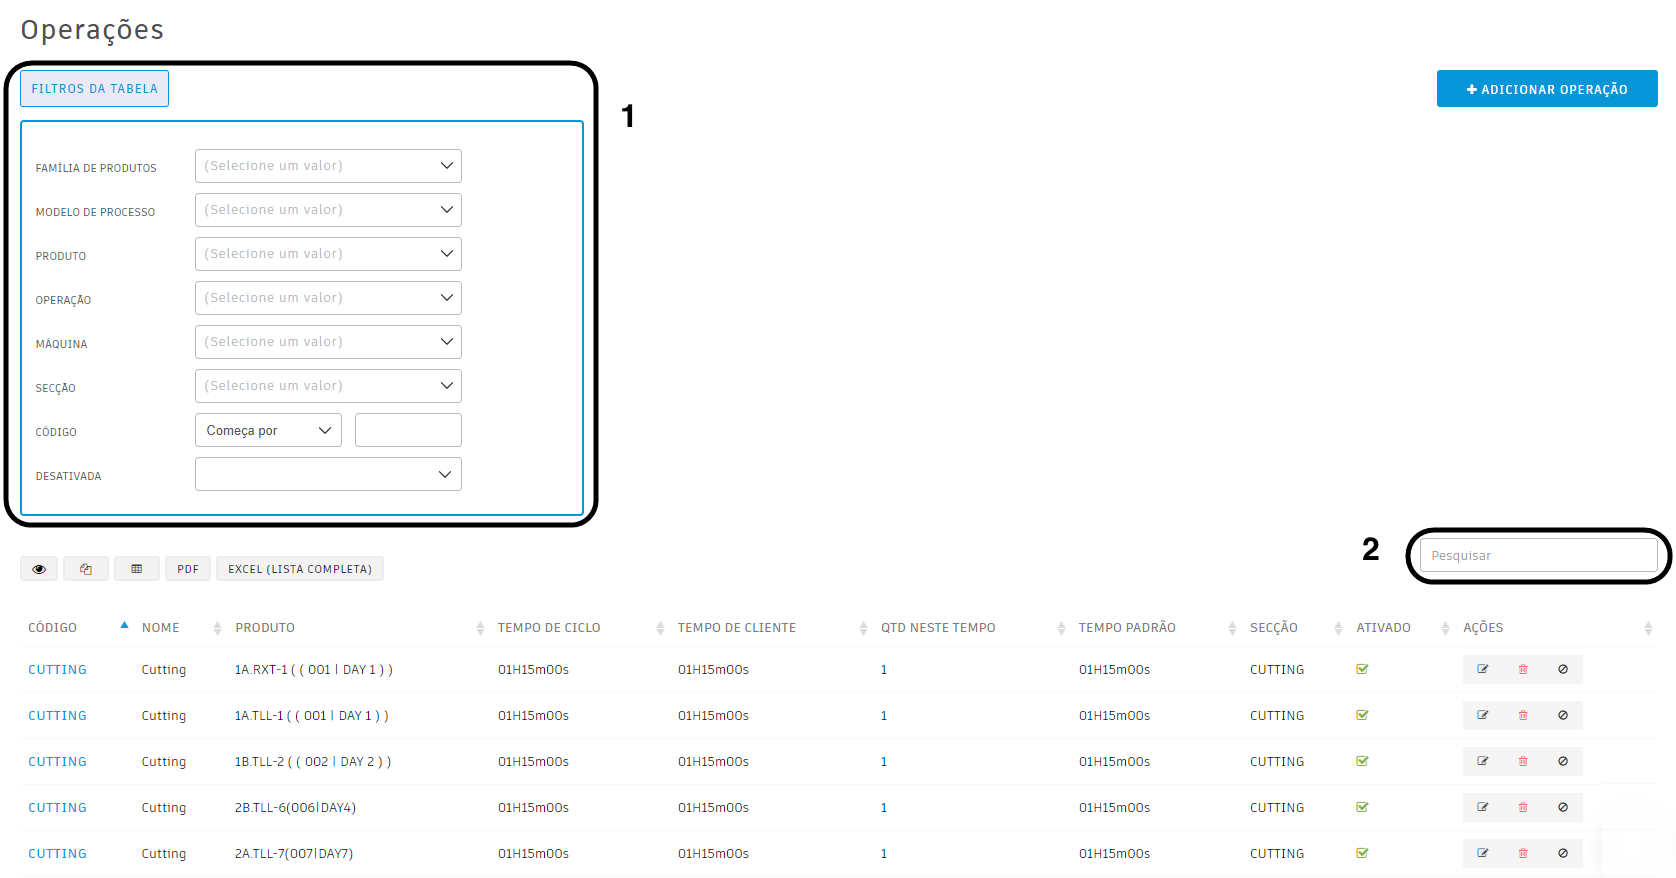 Operações
FILTROS DA TABELA
1
+ ADICIONAR OPERAÇÃO
FAMÍLIA DE PRODUTOS (Selecione um valor)
MODELO DE PROCESSO (Selecione um valor)
PRODUTO (Selecione um valor)
OPERAÇÃO (Selecione um valor)
MÁQUINA (Selecione um valor)
SECÇÃO (Selecione um valor)
CÓDIGO Começa por
DESATIVADA
2 Pesquisar
PDF EXCEL (LISTA COMPLETA)
CÓDIGO NOME PRODUTO TEMPO DE CICLO TEMPO DE CLIENTE QTD NESTE TEMPO TEMPO PADRÃO SECÇÃO ATIVADO AÇÕES
CUTTING Cutting 1A.RXT-1 ( ( 001 | DAY 1 ) ) 01H15m00s 01H15m00s 1 01H15m00s CUTTING
CUTTING Cutting 1A.TLL-1 ( ( 001 | DAY 1 ) ) 01H15m00s 01H15m00s 1 01H15m00s CUTTING
CUTTING Cutting 1B.TLL-2 ( ( 002 | DAY 2 ) ) 01H15m00s 01H15m00s 1 01H15m00s CUTTING
CUTTING Cutting 2B.TLL-6(006|DAY4) 01H15m00s 01H15m00s 1 01H15m00s CUTTING
CUTTING Cutting 2A.TLL-7(007|DAY7) 01H15m00s 01H15m00s 1 01H15m00s CUTTING